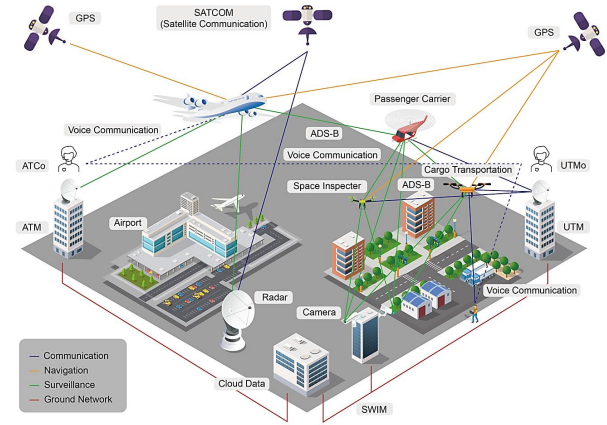 SATCOM
(Satellite Communication)
GPS
GPS
Passenger Carrier
Voice Communication
ADS-B
ATCo
Voice Communication
UTMo
Cargo Transportation
Space Inspecter
ADS-B
ATM
Airport
UTM
Voice Communication
Radar
Camera
Communication
Navigation
Surveillance
Ground Network
Cloud Data
SWIM